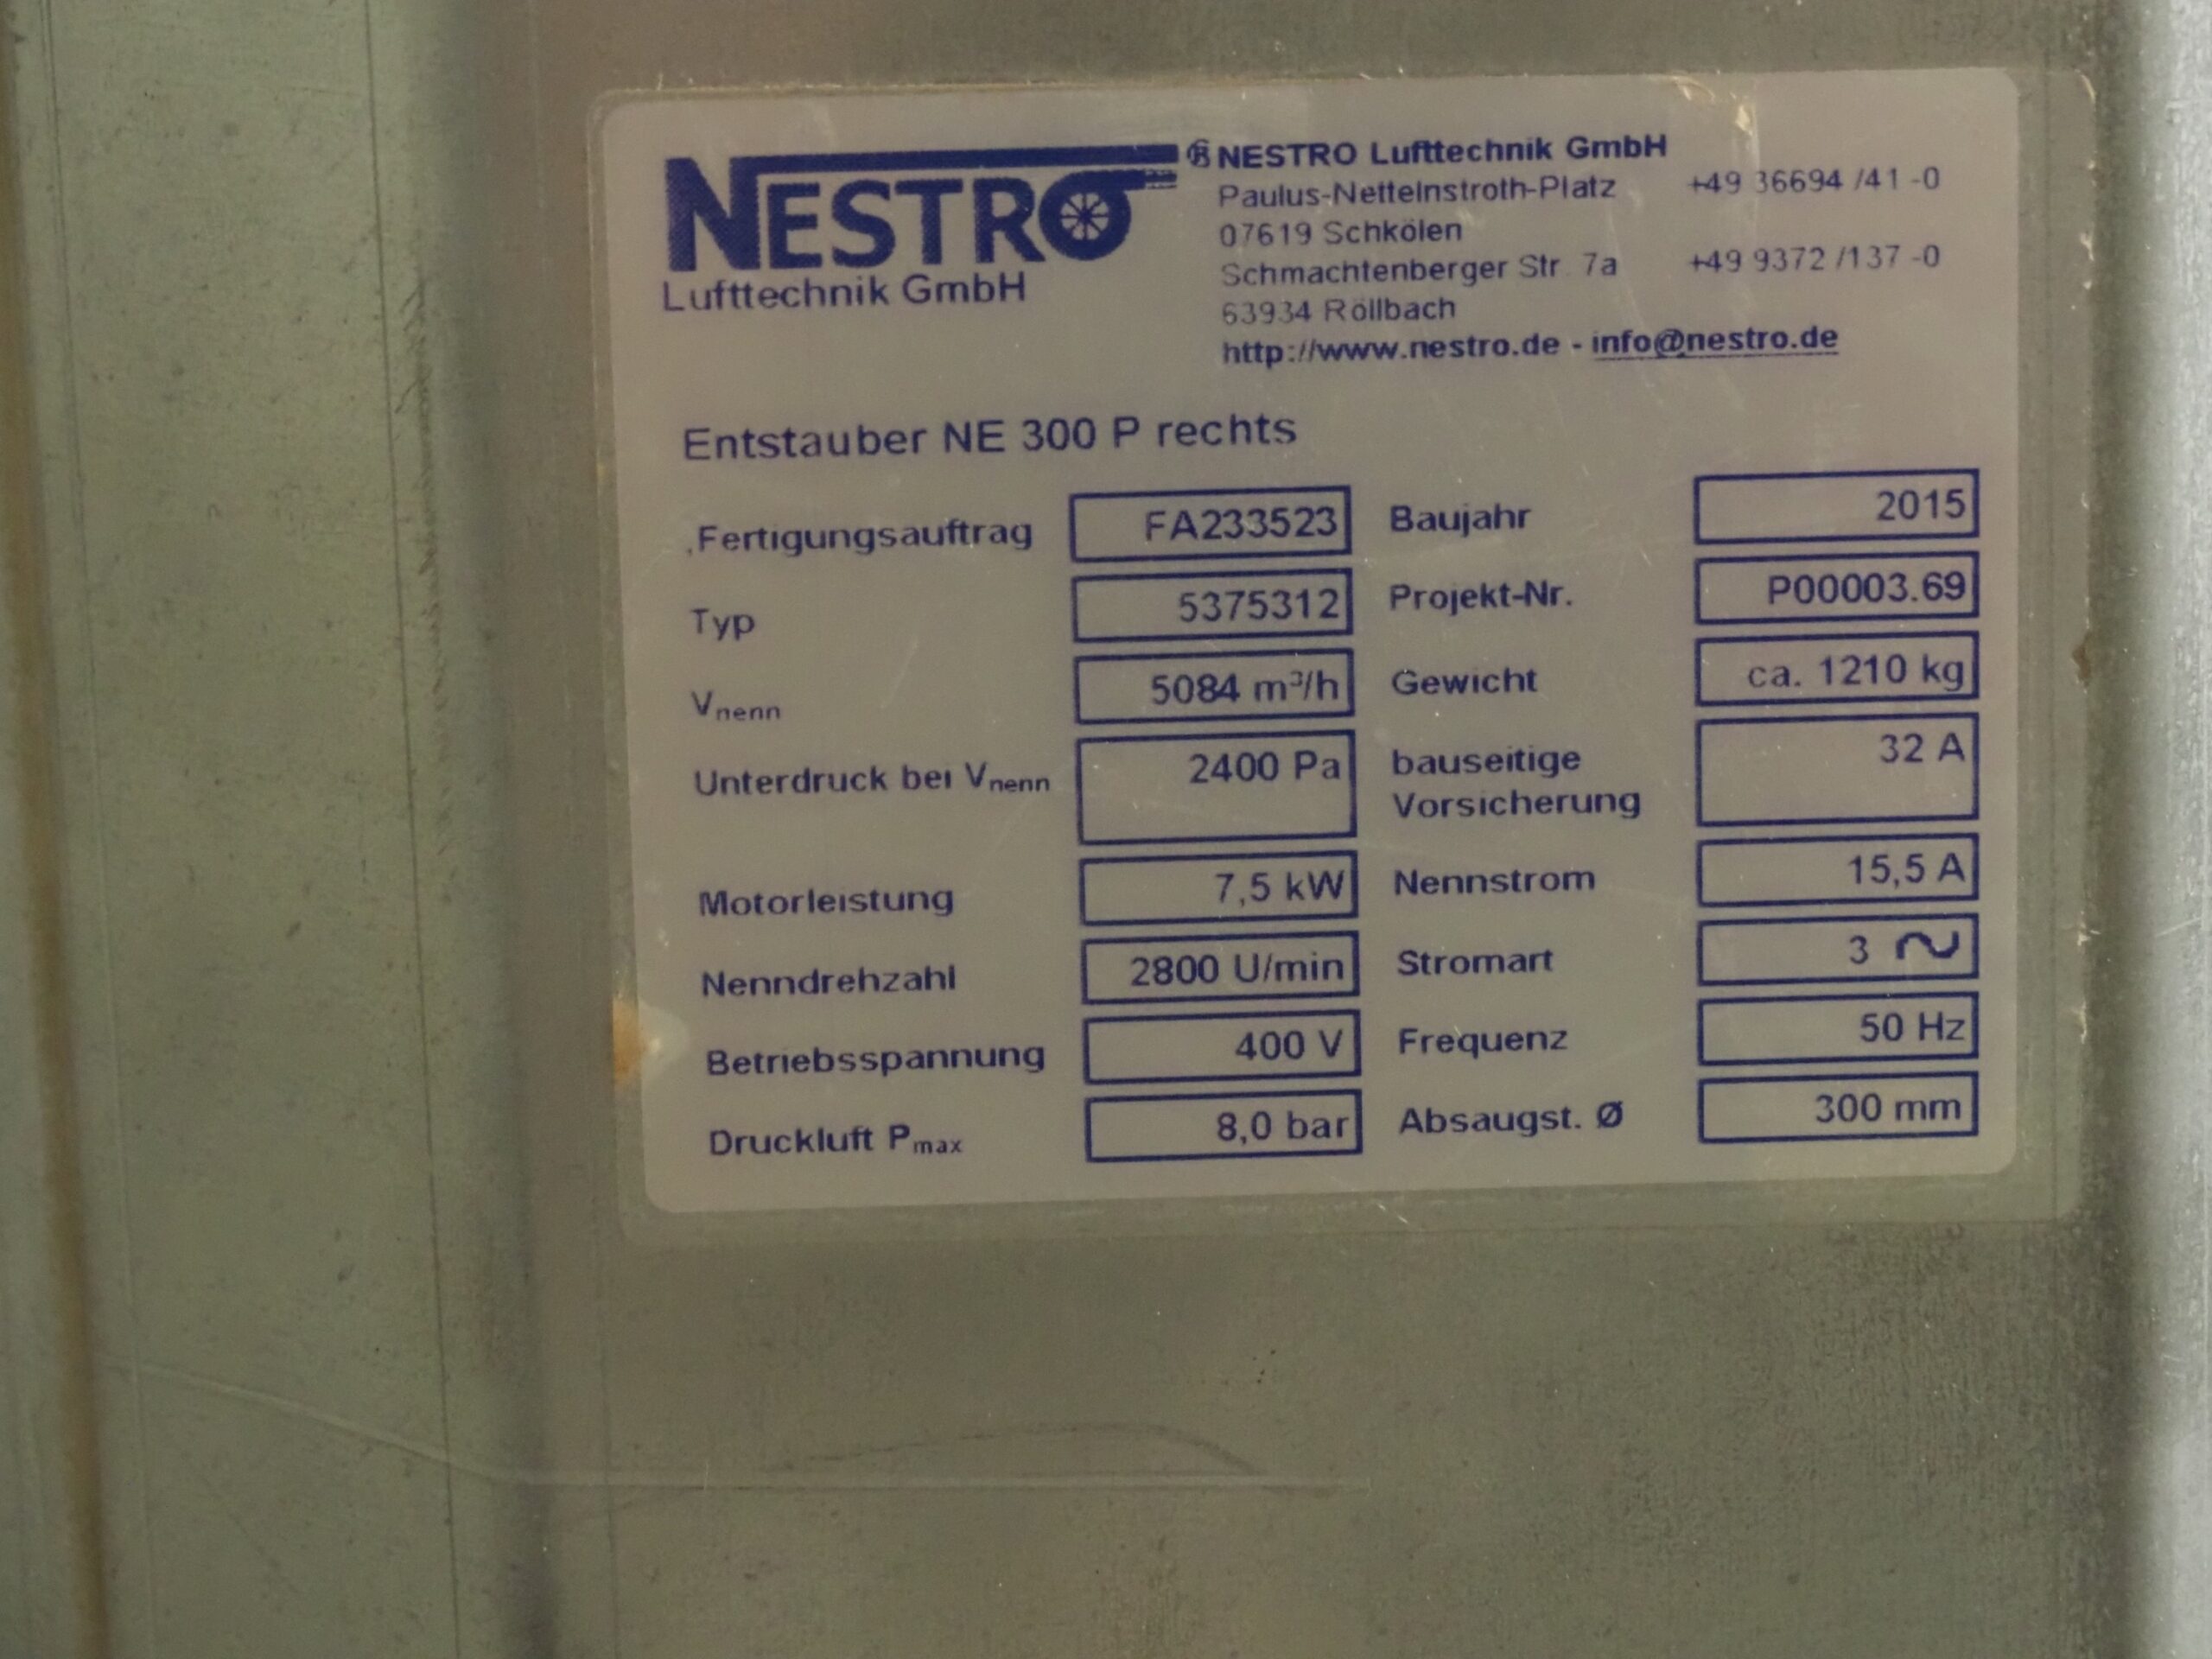 NESTRO ® NESTRO Lufttechnik GmbH
Lufttechnik GmbH
Paulus-Nettelnstroth-Platz +49 36694 /41 -0
07619 Schkölen
Schmachtenberger Str. 7a +49 9372 /137 -0
63934 Röllbach
http://www.nestro.de - info@nestro.de
Entstauber NE 300 P rechts
Fertigungsauftrag FA233523 Baujahr 2015
Typ 5375312 Projekt-Nr. P00003.69
Vnenn 5084 m³/h Gewicht ca. 1210 kg
Unterdruck bei Vnenn 2400 Pa bauseitige Vorsicherung 32 A
Motorleistung 7,5 kW Nennstrom 15,5 A
Nenndrehzahl 2800 U/min Stromart 3 ~
Betriebsspannung 400 V Frequenz 50 Hz
Druckluft Pmax 8,0 bar Absaugst. Ø 300 mm